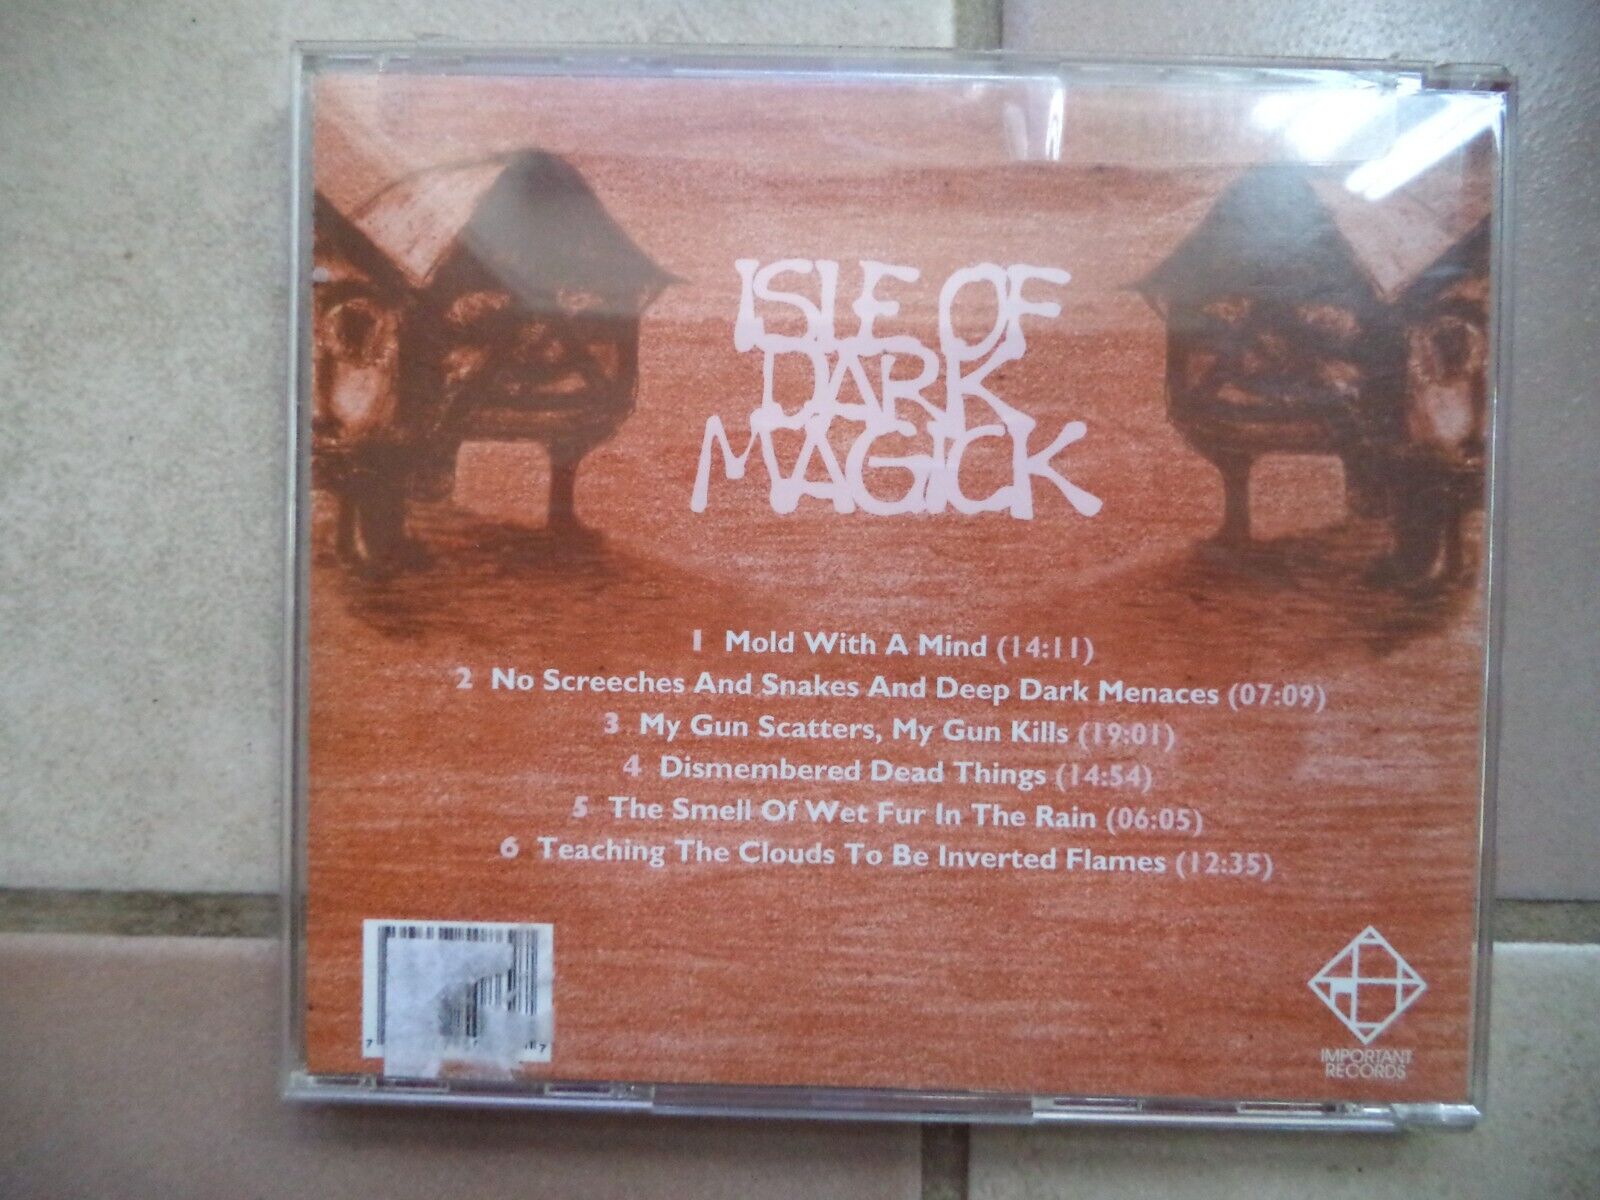 ISLE OF
DARK
MAGICK
1 Mold With A Mind (14:11)
2 No Screeches And Snakes And Deep Dark Menaces (07:09)
3 My Gun Scatters, My Gun Kills (19:01)
4 Dismembered Dead Things (14:54)
5 The Smell Of Wet Fur In The Rain (06:05)
6 Teaching The Clouds To Be Inverted Flames (12:35)
7 7
IMPORTANT
RECORDS